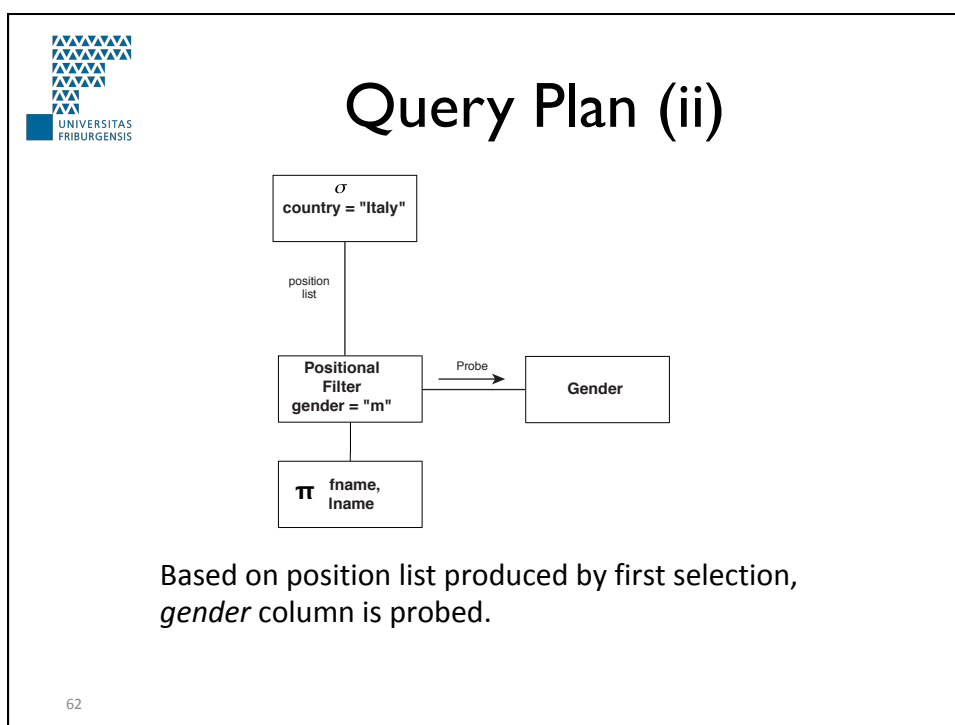 UNIVERSITAS
FRIBURGENSIS
Query Plan (ii)
σ
country = "Italy"
position
list
Positional
Filter
gender = "m"
Probe
Gender
π fname,
lname
Based on position list produced by first selection,
gender column is probed.
62